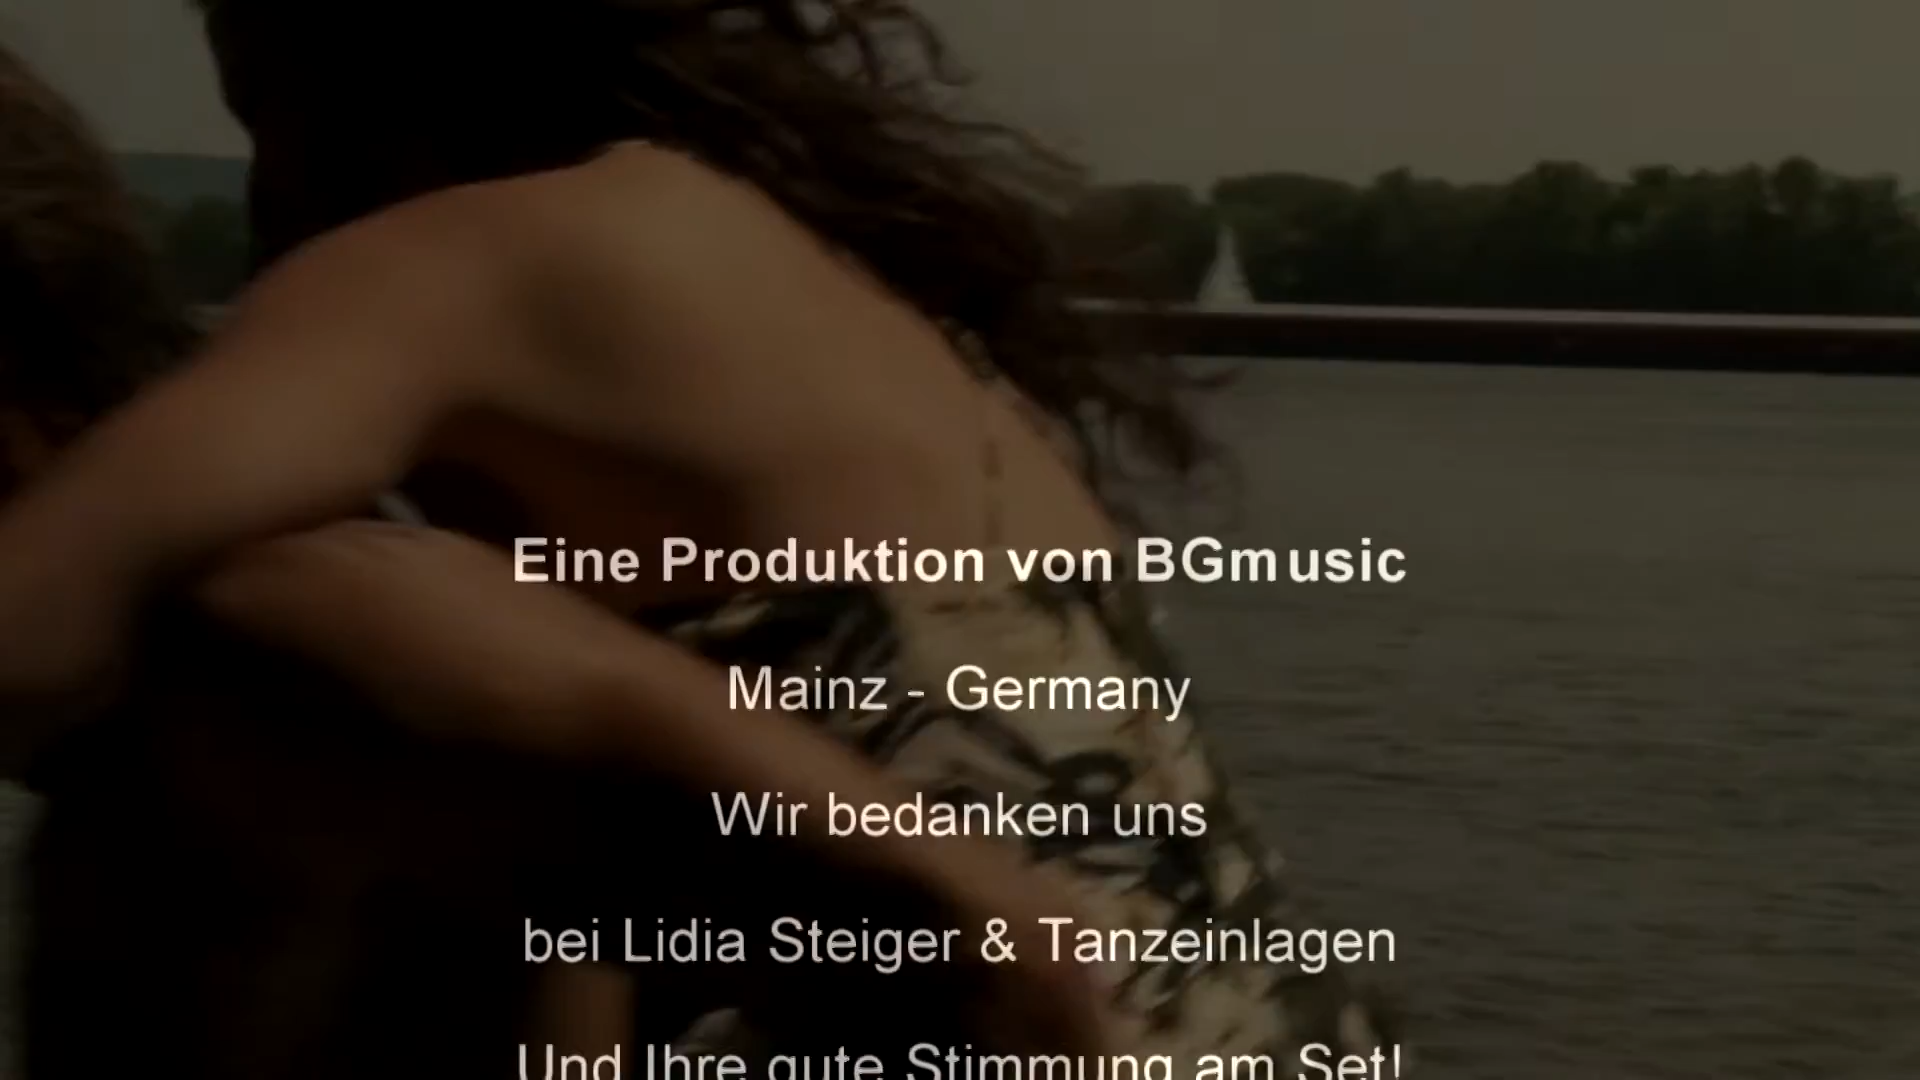 Eine Produktion von BGmusic
Mainz - Germany
Wir bedanken uns
bei Lidia Steiger & Tanzeinlagen
Und Ihre gute Stimmung am Set!